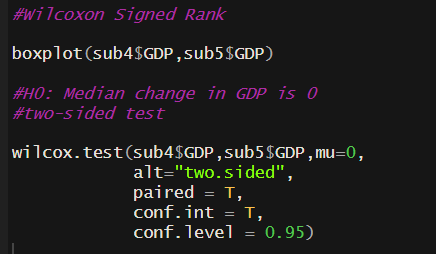 #Wilcoxon Signed Rank
boxplot(sub4$GDP,sub5$GDP)
#H0: Median change in GDP is 0
#two-sided test
wilcox.test(sub4$GDP,sub5$GDP,mu=0,
alt="two.sided",
paired = T,
conf.int = T,
conf.level = 0.95)